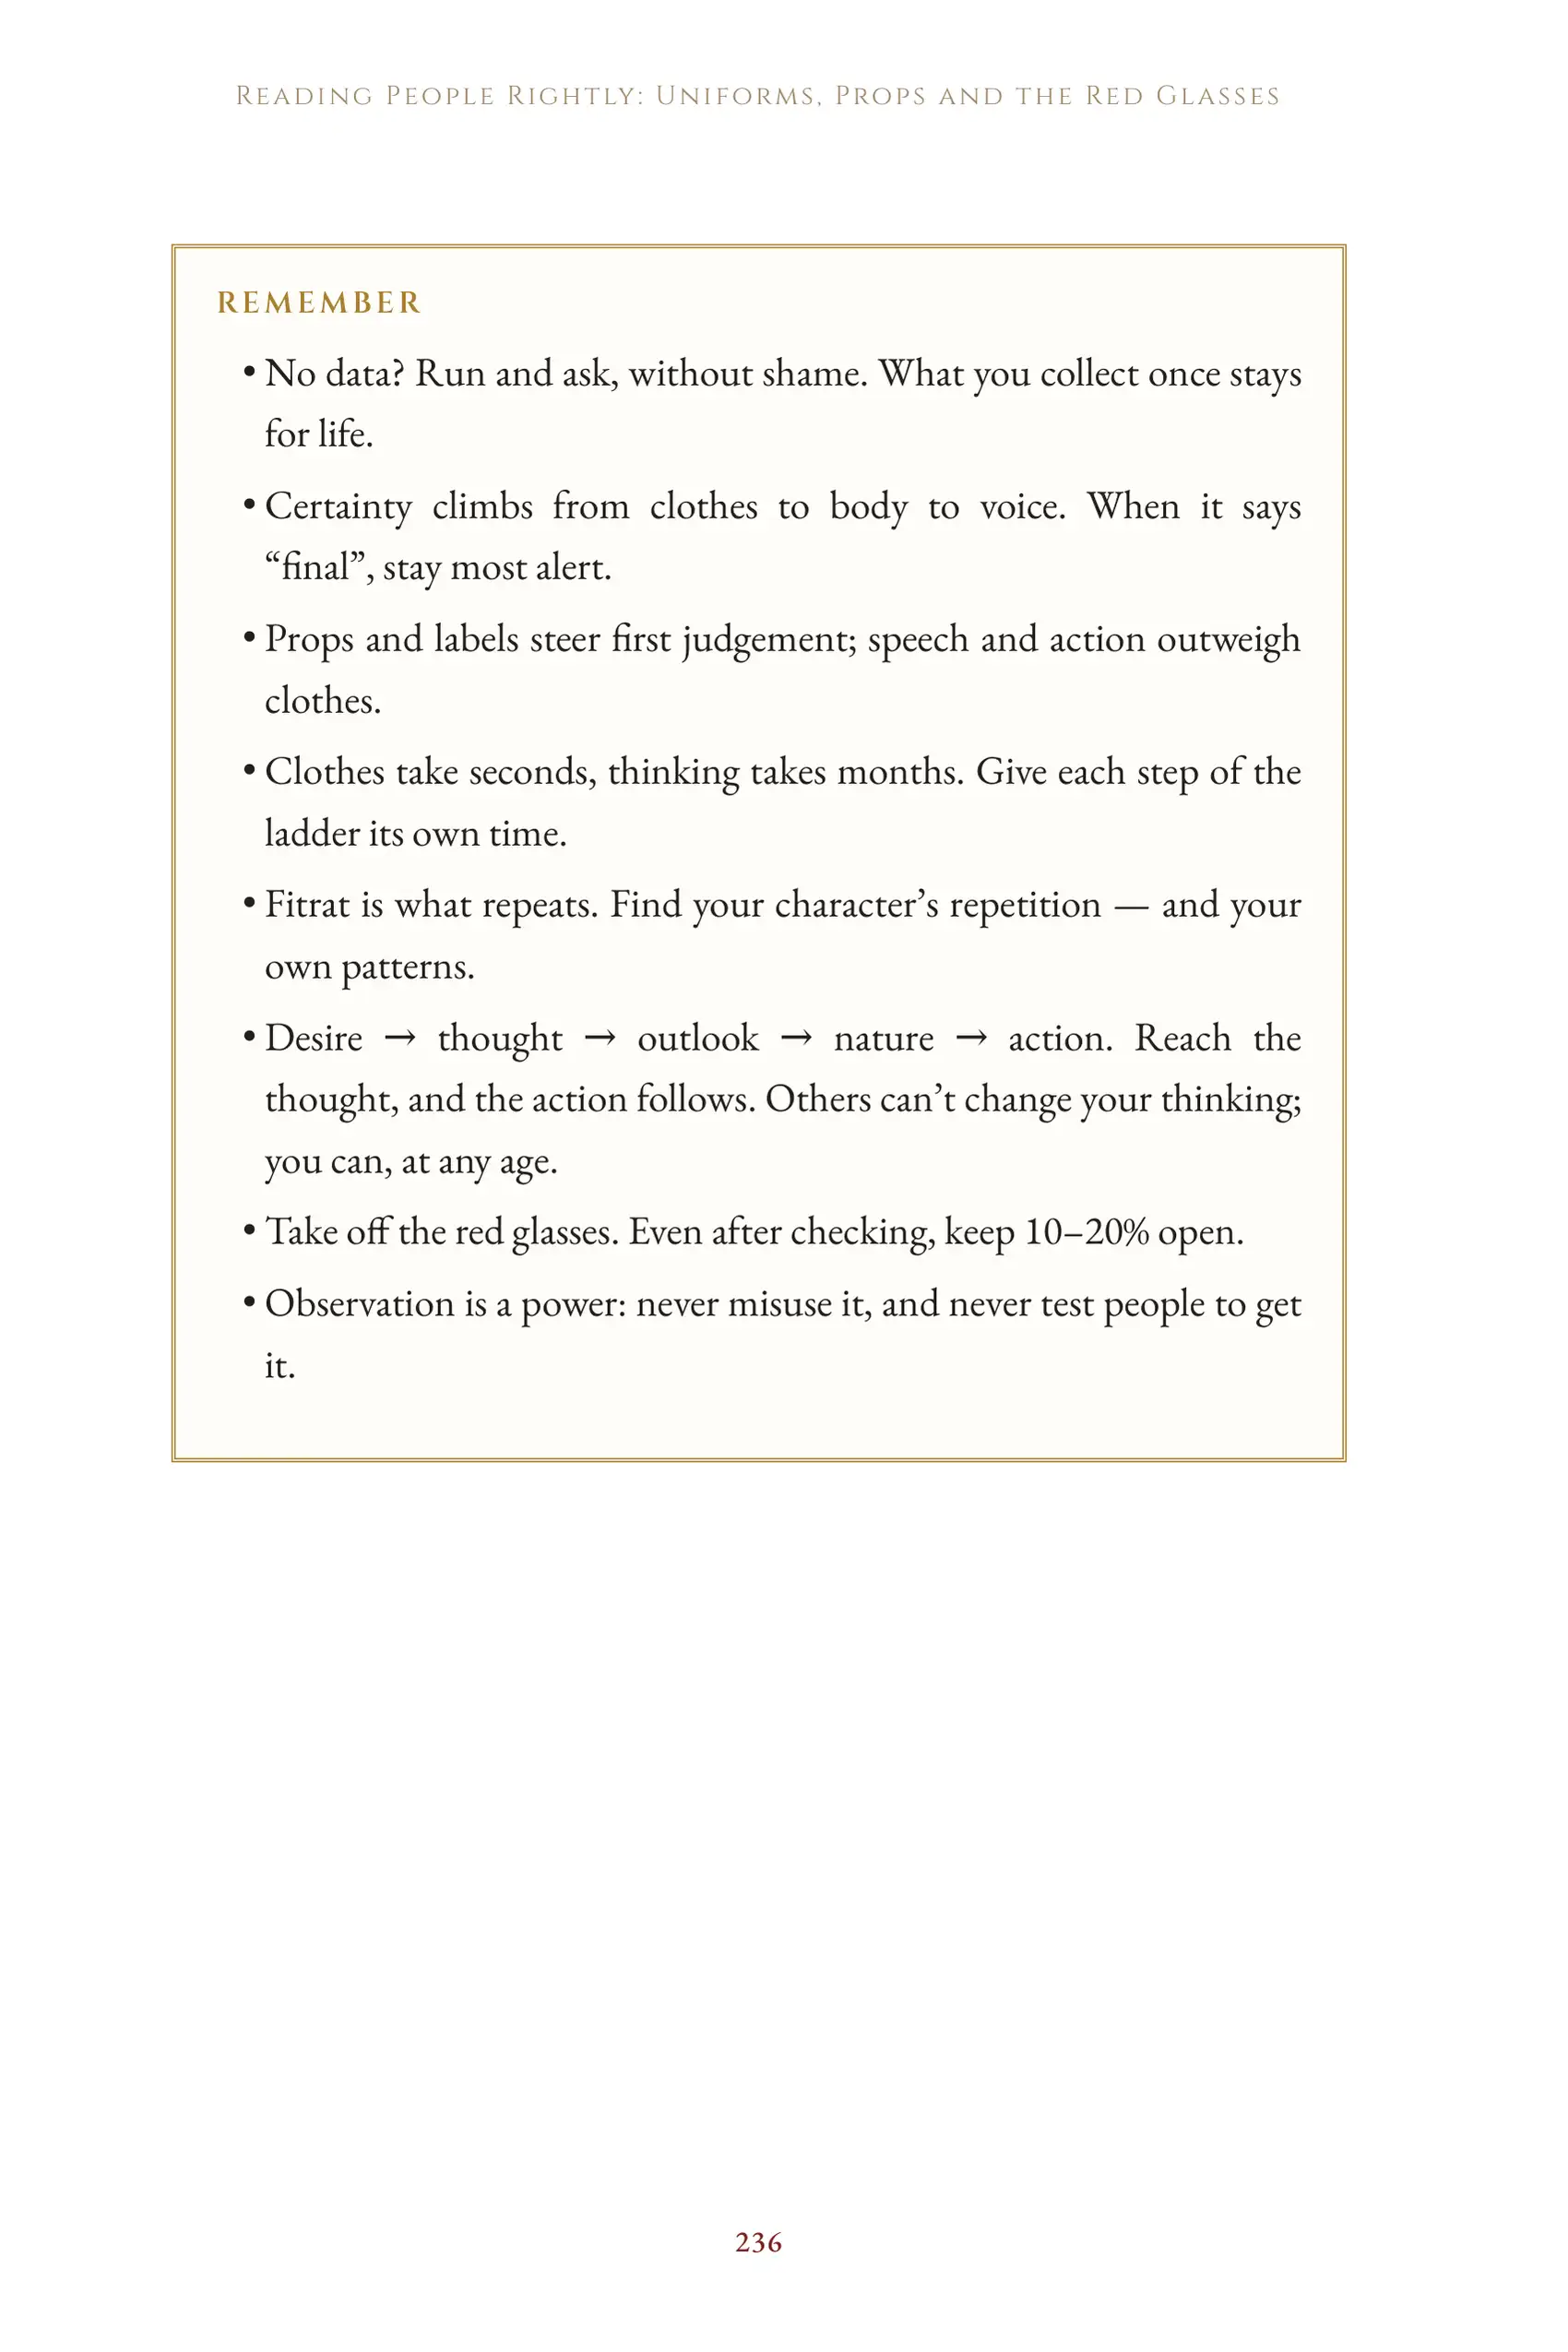 Reading People Rightly: Uniforms, Props and the Red Glasses
REMEMBER
• No data? Run and ask, without shame. What you collect once stays
for life.
• Certainty climbs from clothes to body to voice. When it says
“final”, stay most alert.
• Props and labels steer first judgement; speech and action outweigh
clothes.
• Clothes take seconds, thinking takes months. Give each step of the
ladder its own time.
• Fitrat is what repeats. Find your character’s repetition — and your
own patterns.
• Desire → thought → outlook → nature → action. Reach the
thought, and the action follows. Others can’t change your thinking;
you can, at any age.
• Take off the red glasses. Even after checking, keep 10–20% open.
• Observation is a power: never misuse it, and never test people to get
it.
236